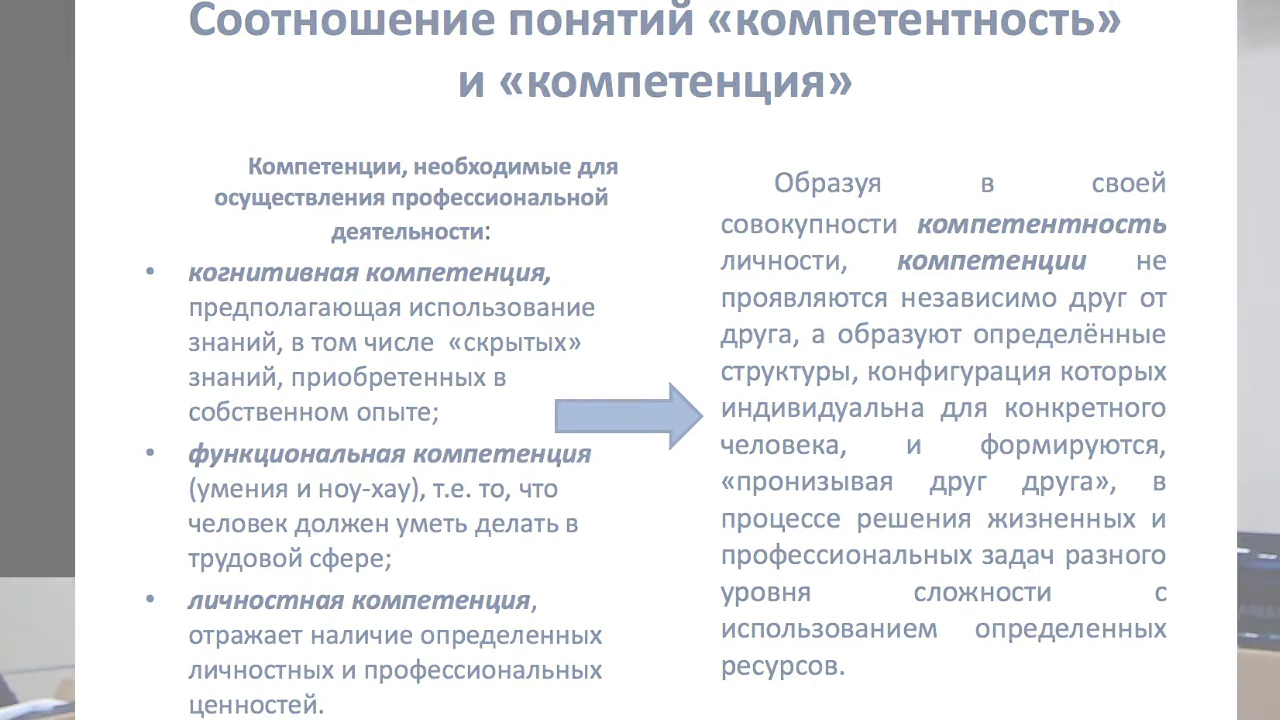 Соотношение понятий «компетентность»
и «компетенция»
Компетенции, необходимые для
осуществления профессиональной
деятельности:
• когнитивная компетенция,
предполагающая использование
знаний, в том числе «скрытых»
знаний, приобретенных в
собственном опыте;
• функциональная компетенция
(умения и ноу-хау), т.е. то, что
человек должен уметь делать в
трудовой сфере;
• личностная компетенция,
отражает наличие определенных
личностных и профессиональных
ценностей.
Образуя в своей
совокупности компетентность
личности, компетенции не
проявляются независимо друг от
друга, а образуют определённые
структуры, конфигурация которых
индивидуальна для конкретного
человека, и формируются,
«пронизывая друг друга», в
процессе решения жизненных и
профессиональных задач разного
уровня сложности с
использованием определенных
ресурсов.